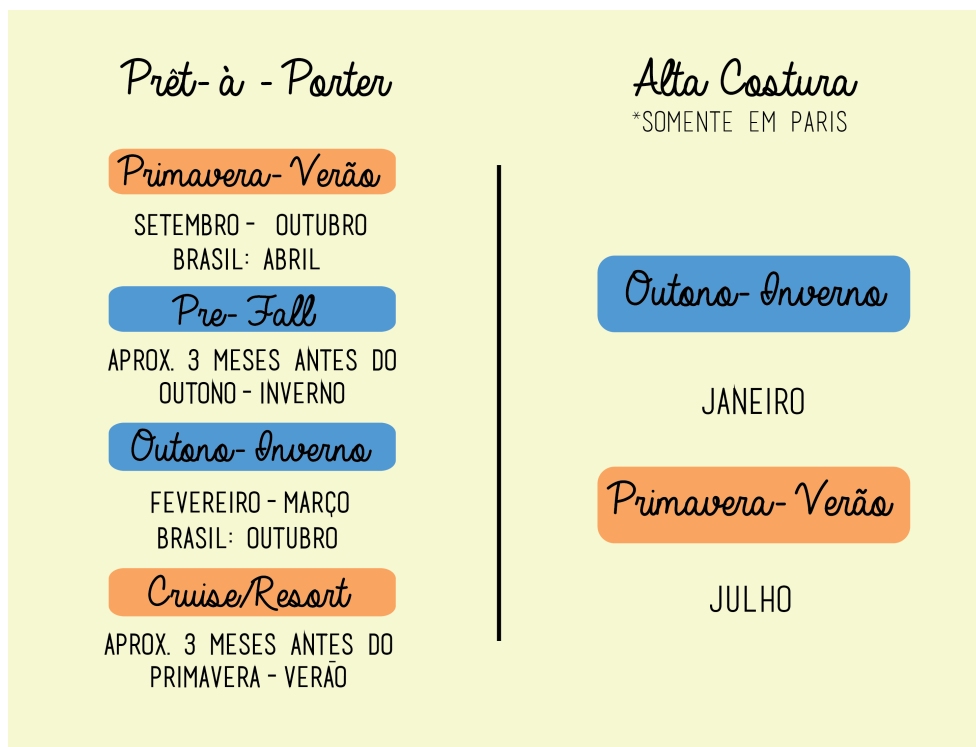 Prêt-à - Porter
Primavera- Verão
SETEMBRO - OUTUBRO
BRASIL: ABRIL
Pre- Fall
APROX. 3 MESES ANTES DO
OUTONO - INVERNO
Outono- Inverno
FEVEREIRO - MARÇO
BRASIL: OUTUBRO
Cruise/Resort
APROX. 3 MESES ANTES DO
PRIMAVERA - VERÃO
Alta Costura
*SOMENTE EM PARIS
Outono- Inverno
JANEIRO
Primavera- Verão
JULHO